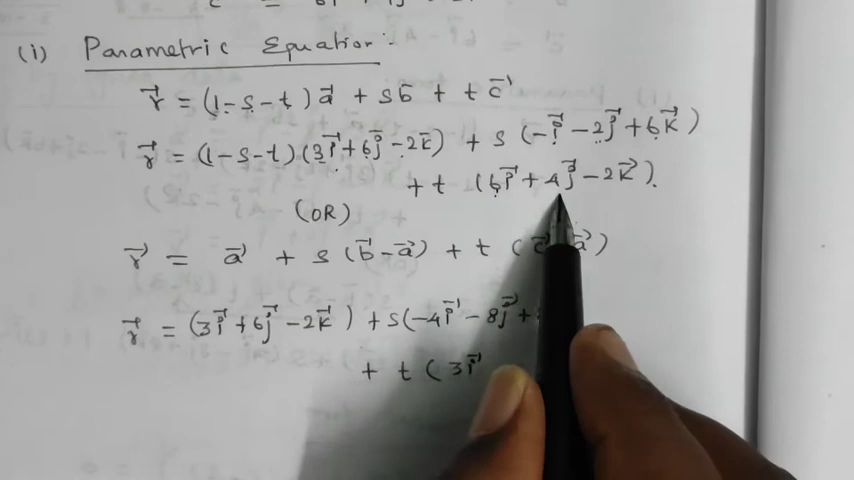 (i) Parametric Equation:
r⃗ = (1-s-t) a⃗ + s b⃗ + t c⃗
r⃗ = (1-s-t) (3i⃗ + 6j⃗ - 2k⃗) + s (-i⃗ - 2j⃗ + 6k⃗)
+ t (6i⃗ + 4j⃗ - 2k⃗).
(OR)
r⃗ = a⃗ + s (b⃗ - a⃗) + t ( a⃗)
r⃗ = (3i⃗ + 6j⃗ - 2k⃗) + s(-4i⃗ - 8j⃗ +
+ t (3i⃗